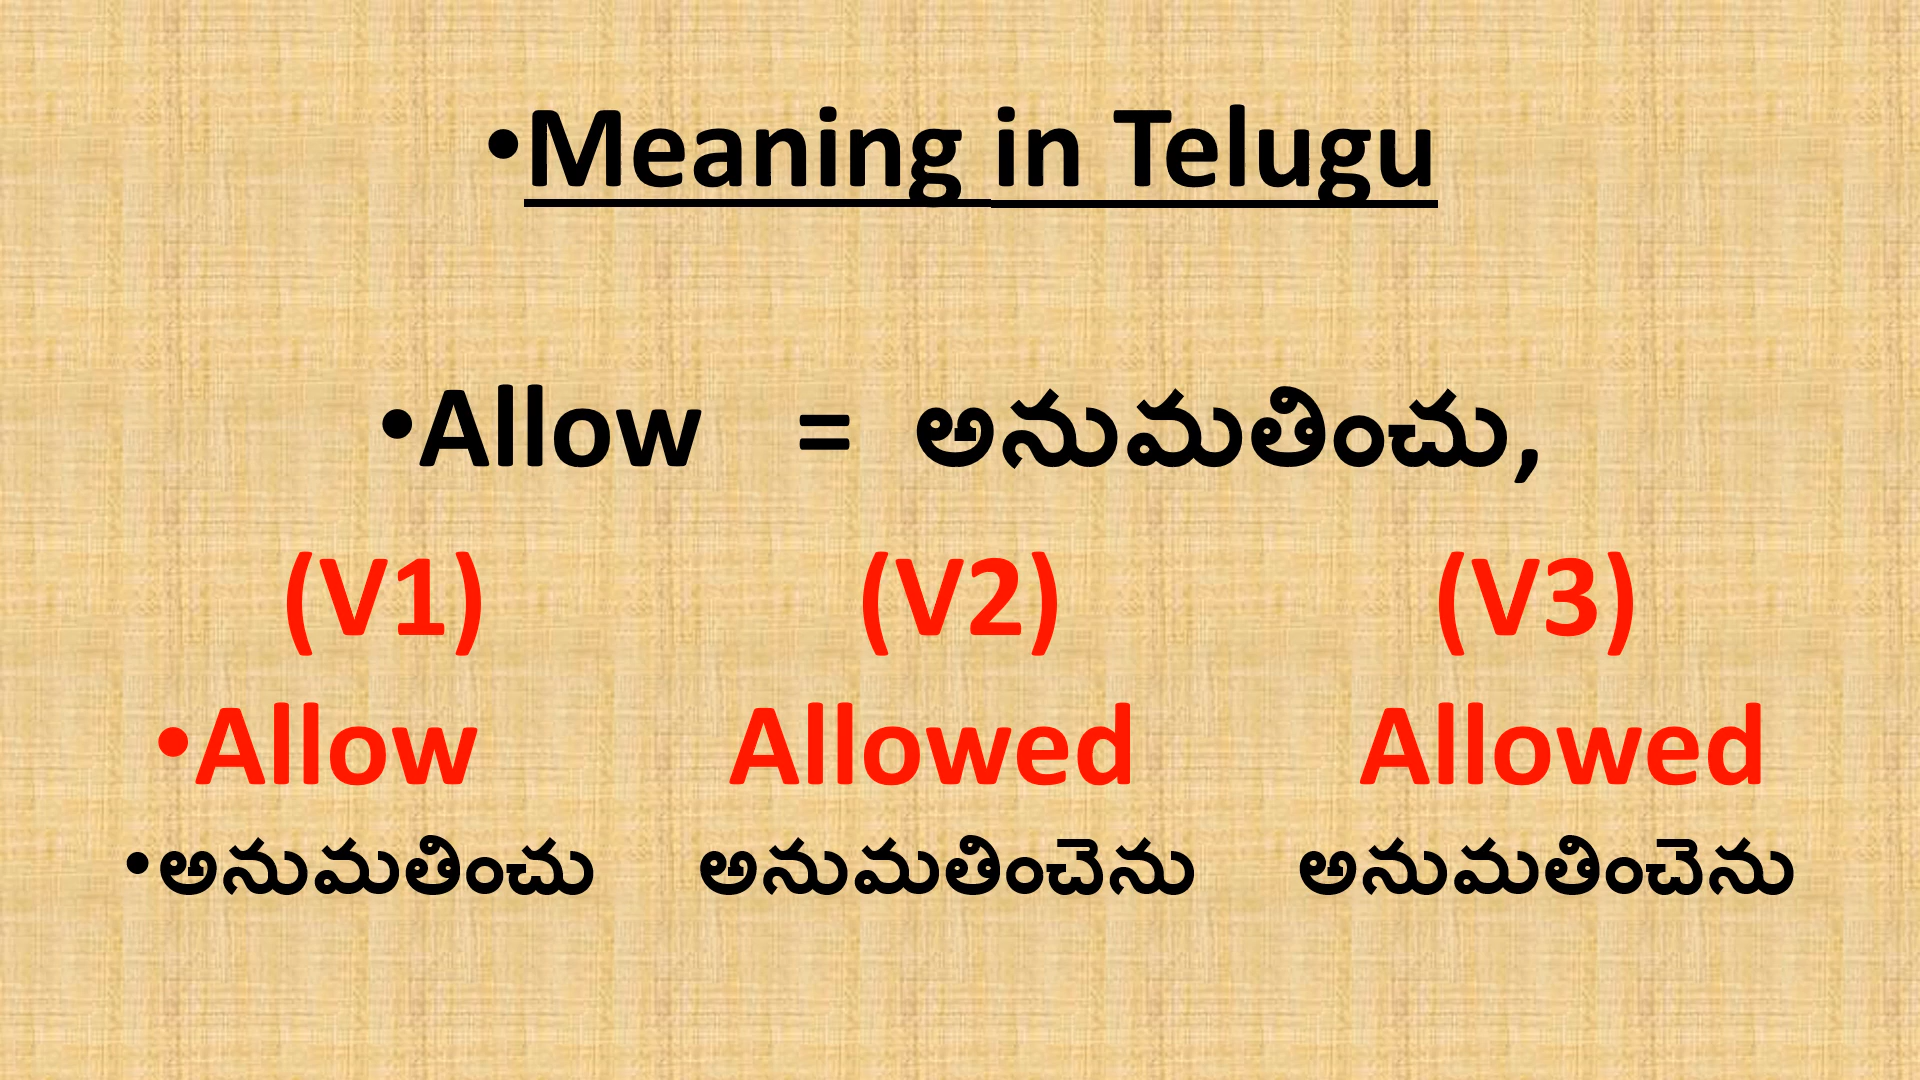 •Meaning in Telugu
•Allow = అనుమతించు,
(V1) (V2) (V3)
•Allow Allowed Allowed
•అనుమతించు అనుమతించెను అనుమతించెను